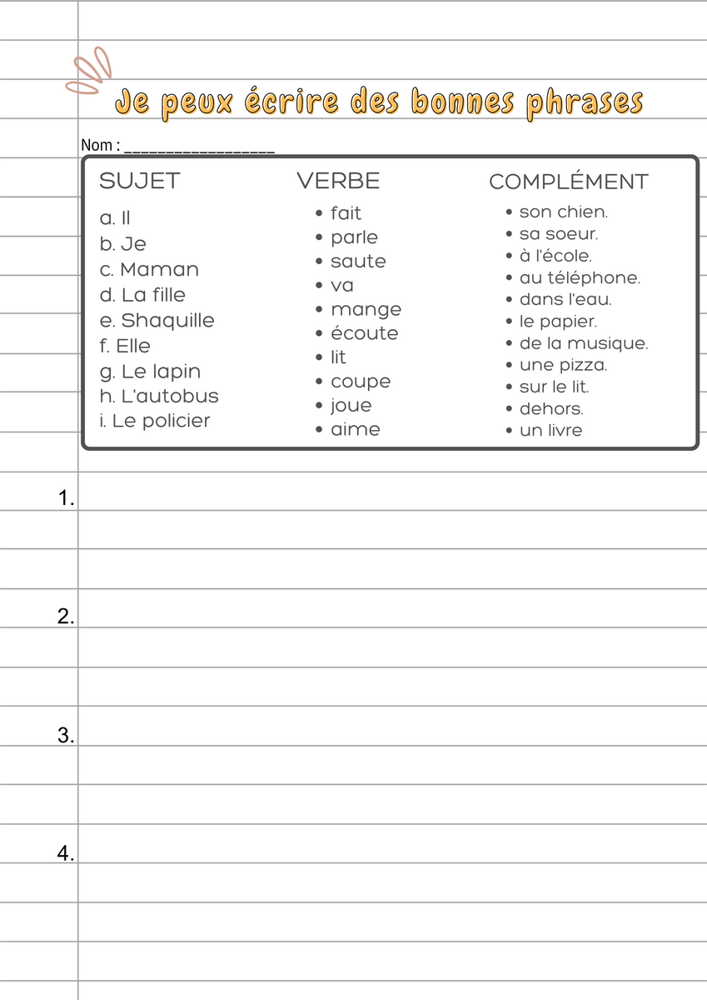 Je peux écrire des bonnes phrases
Nom : __________________
SUJET
a. Il
b. Je
c. Maman
d. La fille
e. Shaquille
f. Elle
g. Le lapin
h. L'autobus
i. Le policier
VERBE
• fait
• parle
• saute
• va
• mange
• écoute
• lit
• coupe
• joue
• aime
COMPLÉMENT
• son chien.
• sa soeur.
• à l'école.
• au téléphone.
• dans l'eau.
• le papier.
• de la musique.
• une pizza.
• sur le lit.
• dehors.
• un livre
1.
2.
3.
4.